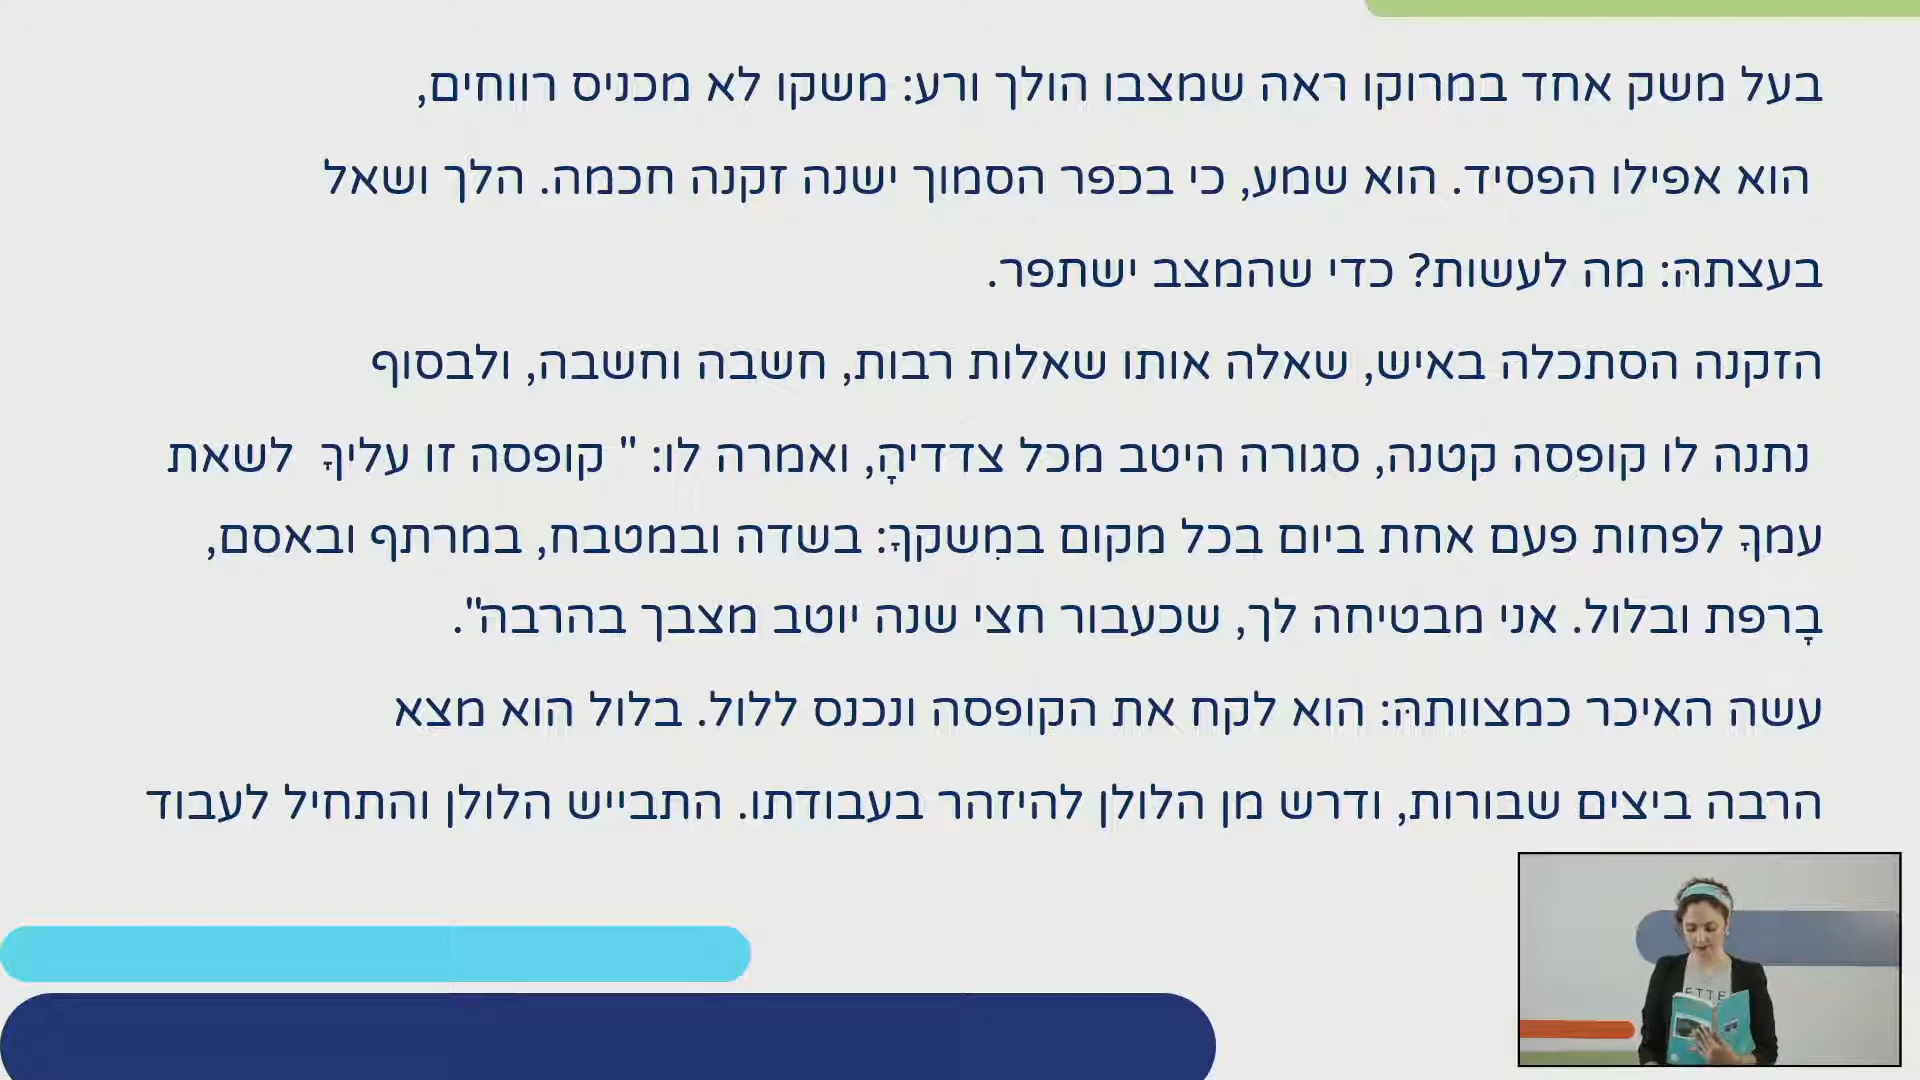 בעל משק אחד במרוקו ראה שמצבו הולך ורע: משקו לא מכניס רווחים,
הוא אפילו הפסיד. הוא שמע, כי בכפר הסמוך ישנה זקנה חכמה. הלך ושאל
בעצתהּ: מה לעשות? כדי שהמצב ישתפר.
הזקנה הסתכלה באיש, שאלה אותו שאלות רבות, חשבה וחשבה, ולבסוף
נתנה לו קופסה קטנה, סגורה היטב מכל צדדיהָ, ואמרה לו: " קופסה זו עליךָ לשאת
עמךָ לפחות פעם אחת ביום בכל מקום במִשקךָ: בשדה ובמטבח, במרתף ובאסם,
בָרפת ובלול. אני מבטיחה לך, שכעבור חצי שנה יוטב מצבך בהרבה".
עשה האיכר כמצוותהּ: הוא לקח את הקופסה ונכנס ללול. בלול הוא מצא
הרבה ביצים שבורות, ודרש מן הלולן להיזהר בעבודתו. התבייש הלולן והתחיל לעבוד
ETTE